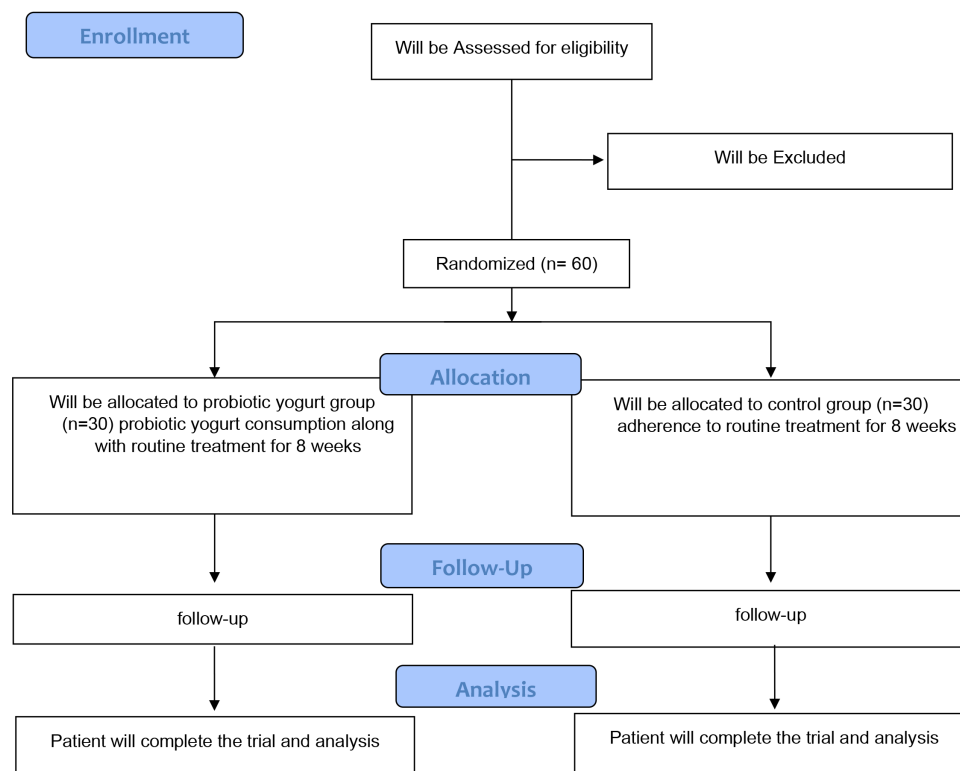 Enrollment
Will be Assessed for eligibility
Will be Excluded
Randomized (n= 60)
Allocation
Will be allocated to probiotic yogurt group
(n=30) probiotic yogurt consumption along
with routine treatment for 8 weeks
Will be allocated to control group (n=30)
adherence to routine treatment for 8 weeks
Follow-Up
follow-up
follow-up
Analysis
Patient will complete the trial and analysis
Patient will complete the trial and analysis